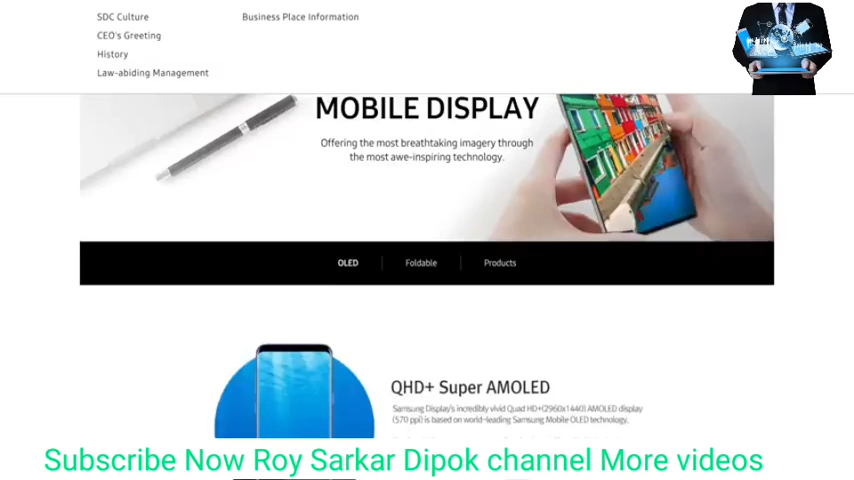 SDC Culture
Business Place Information
CEO's Greeting
History
Law-abiding Management
MOBILE DISPLAY
Offering the most breathtaking imagery through
the most awe-inspiring technology.
OLED
Foldable
Products
QHD+ Super AMOLED
Samsung Display's incredibly vivid Quad HD+(2960x1440) AMOLED display
(570 ppi) is based on world-leading Samsung Mobile OLED technology.
Subscribe Now Roy Sarkar Dipok channel More videos